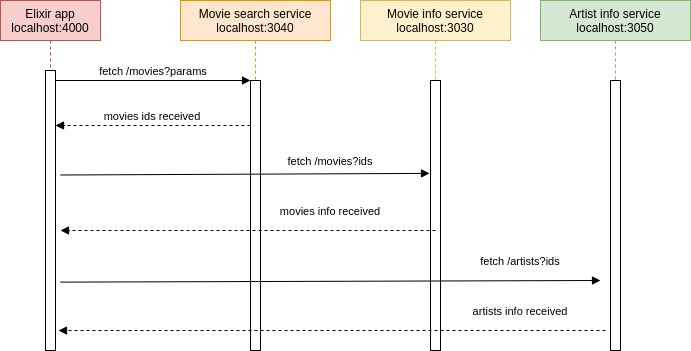 Elixir app
localhost:4000
Movie search service
localhost:3040
Movie info service
localhost:3030
Artist info service
localhost:3050
fetch /movies?params
movies ids received
fetch /movies?ids
movies info received
fetch /artists?ids
artists info received